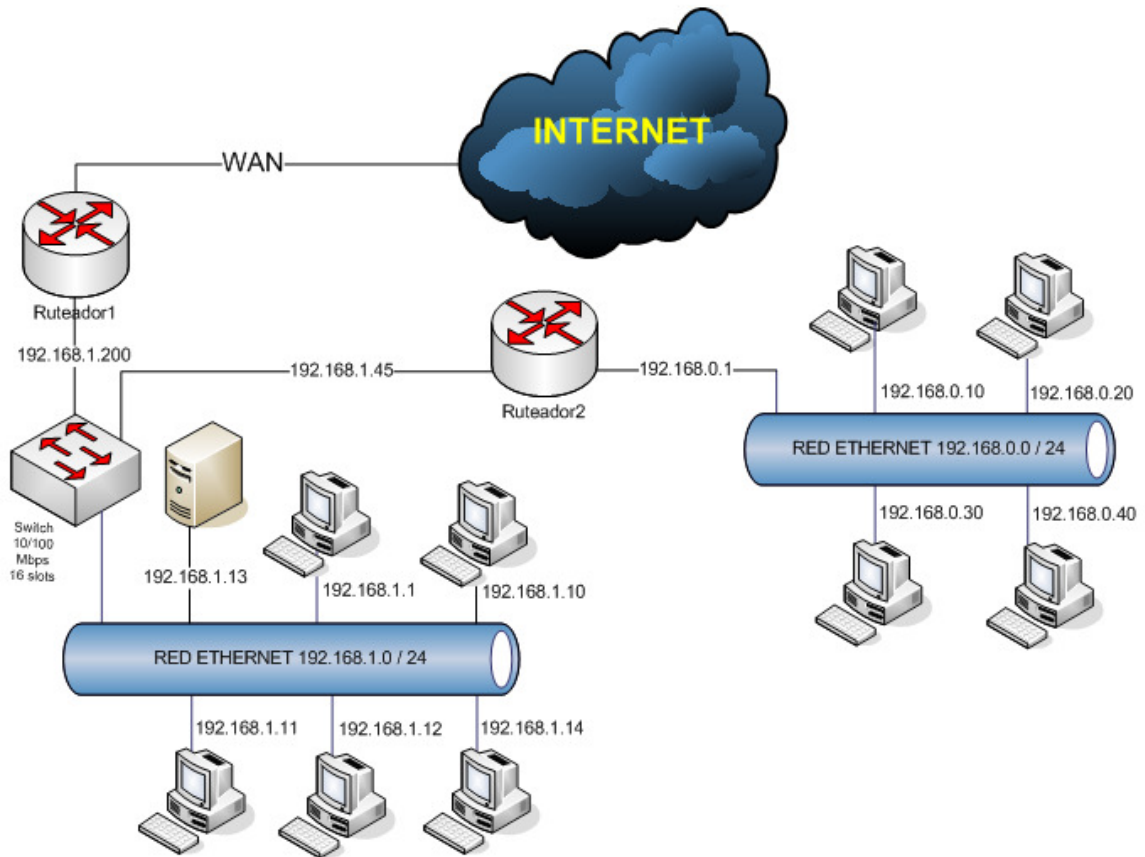 INTERNET
WAN
Ruteador1
192.168.1.200
192.168.1.45
Ruteador2
192.168.0.1
192.168.0.10
192.168.0.20
RED ETHERNET 192.168.0.0 / 24
192.168.0.30
192.168.0.40
Switch
10/100
Mbps
16 slots
192.168.1.13
192.168.1.1
192.168.1.10
RED ETHERNET 192.168.1.0 / 24
192.168.1.11
192.168.1.12
192.168.1.14